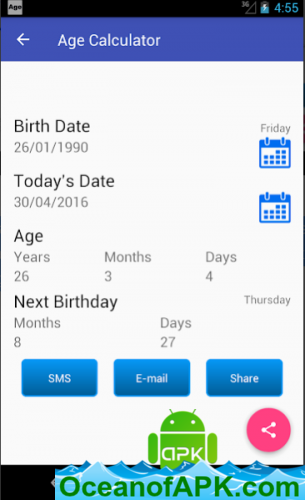 Age
3G
4:55
Age Calculator
Birth Date
Friday
26/01/1990
Today's Date
30/04/2016
Age
Years Months Days
26 3 4
Next Birthday
Thursday
Months Days
8 27
SMS E-mail Share
apk
OceanofAPK.com